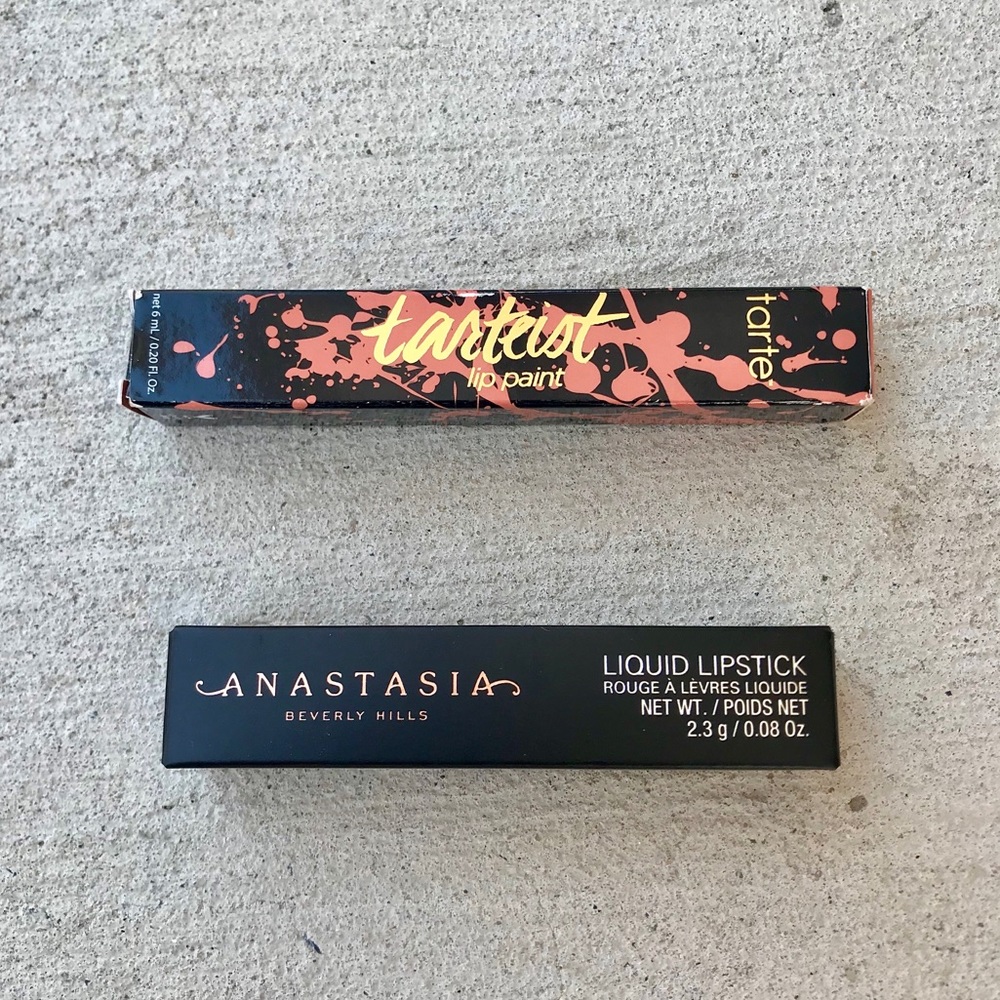 net 6 mL / 0.20 Fl. Oz
tarteist
lip paint
tarte™
ANASTASIA
BEVERLY HILLS
LIQUID LIPSTICK
ROUGE À LÈVRES LIQUIDE
NET WT. / POIDS NET
2.3 g / 0.08 Oz.